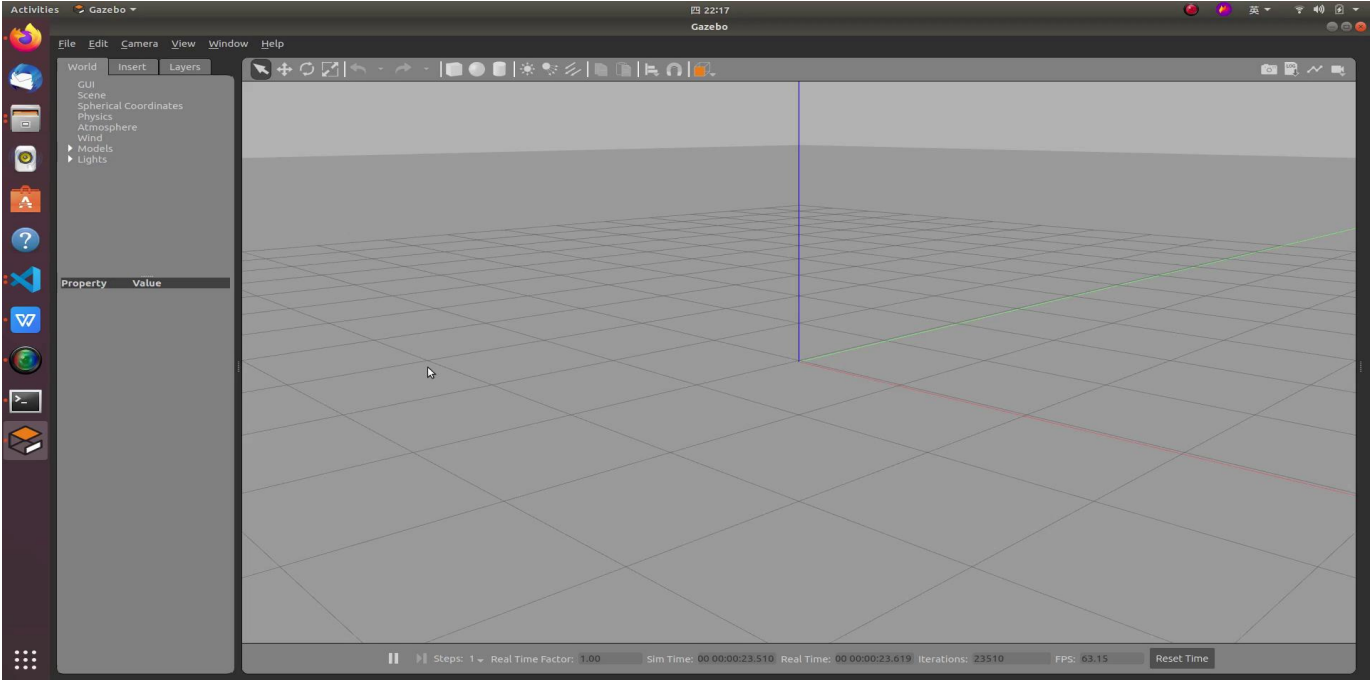 Activities Gazebo 四 22:17 英
Gazebo
File Edit Camera View Window Help
World Insert Layers
GUI
Scene
Spherical Coordinates
Physics
Atmosphere
Wind
Models
Lights
Property Value
Steps: 1 Real Time Factor: 1.00 Sim Time: 00 00:00:23.510 Real Time: 00 00:00:23.619 Iterations: 23510 FPS: 63.15 Reset Time